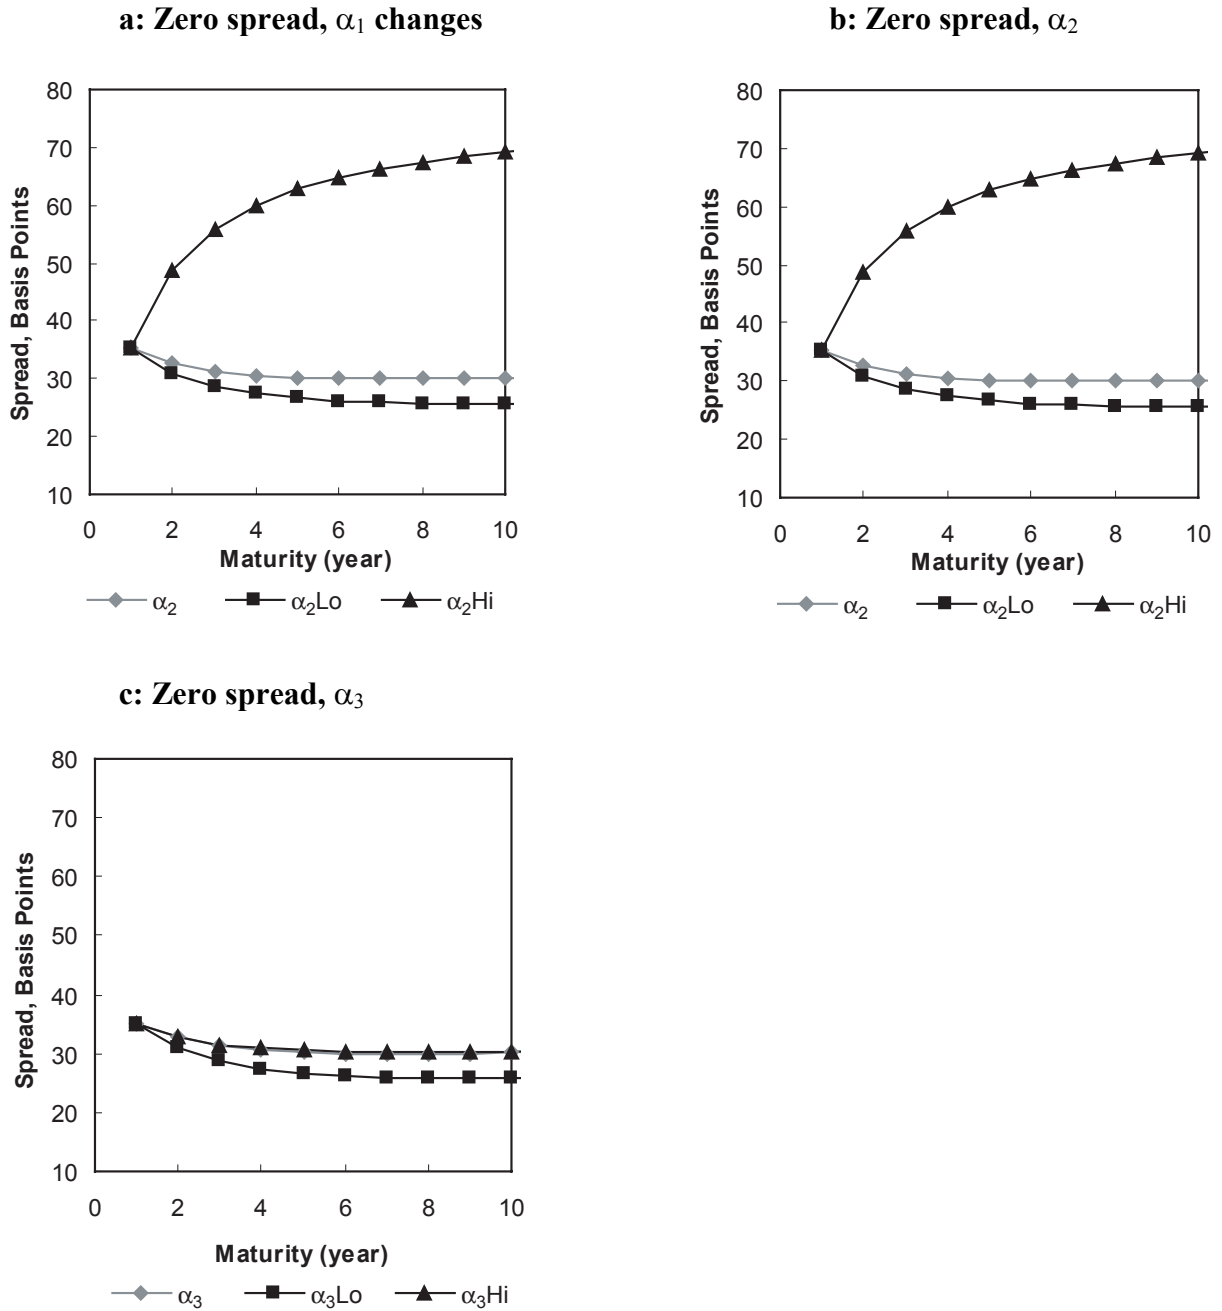 a: Zero spread, α1 changes
80
70
60
50
40
30
20
10
Spread, Basis Points
0 2 4 6 8 10
Maturity (year)
α2 α2Lo α2Hi
b: Zero spread, α2
80
70
60
50
40
30
20
10
Spread, Basis Points
0 2 4 6 8 10
Maturity (year)
α2 α2Lo α2Hi
c: Zero spread, α3
80
70
60
50
40
30
20
10
Spread, Basis Points
0 2 4 6 8 10
Maturity (year)
α3 α3Lo α3Hi